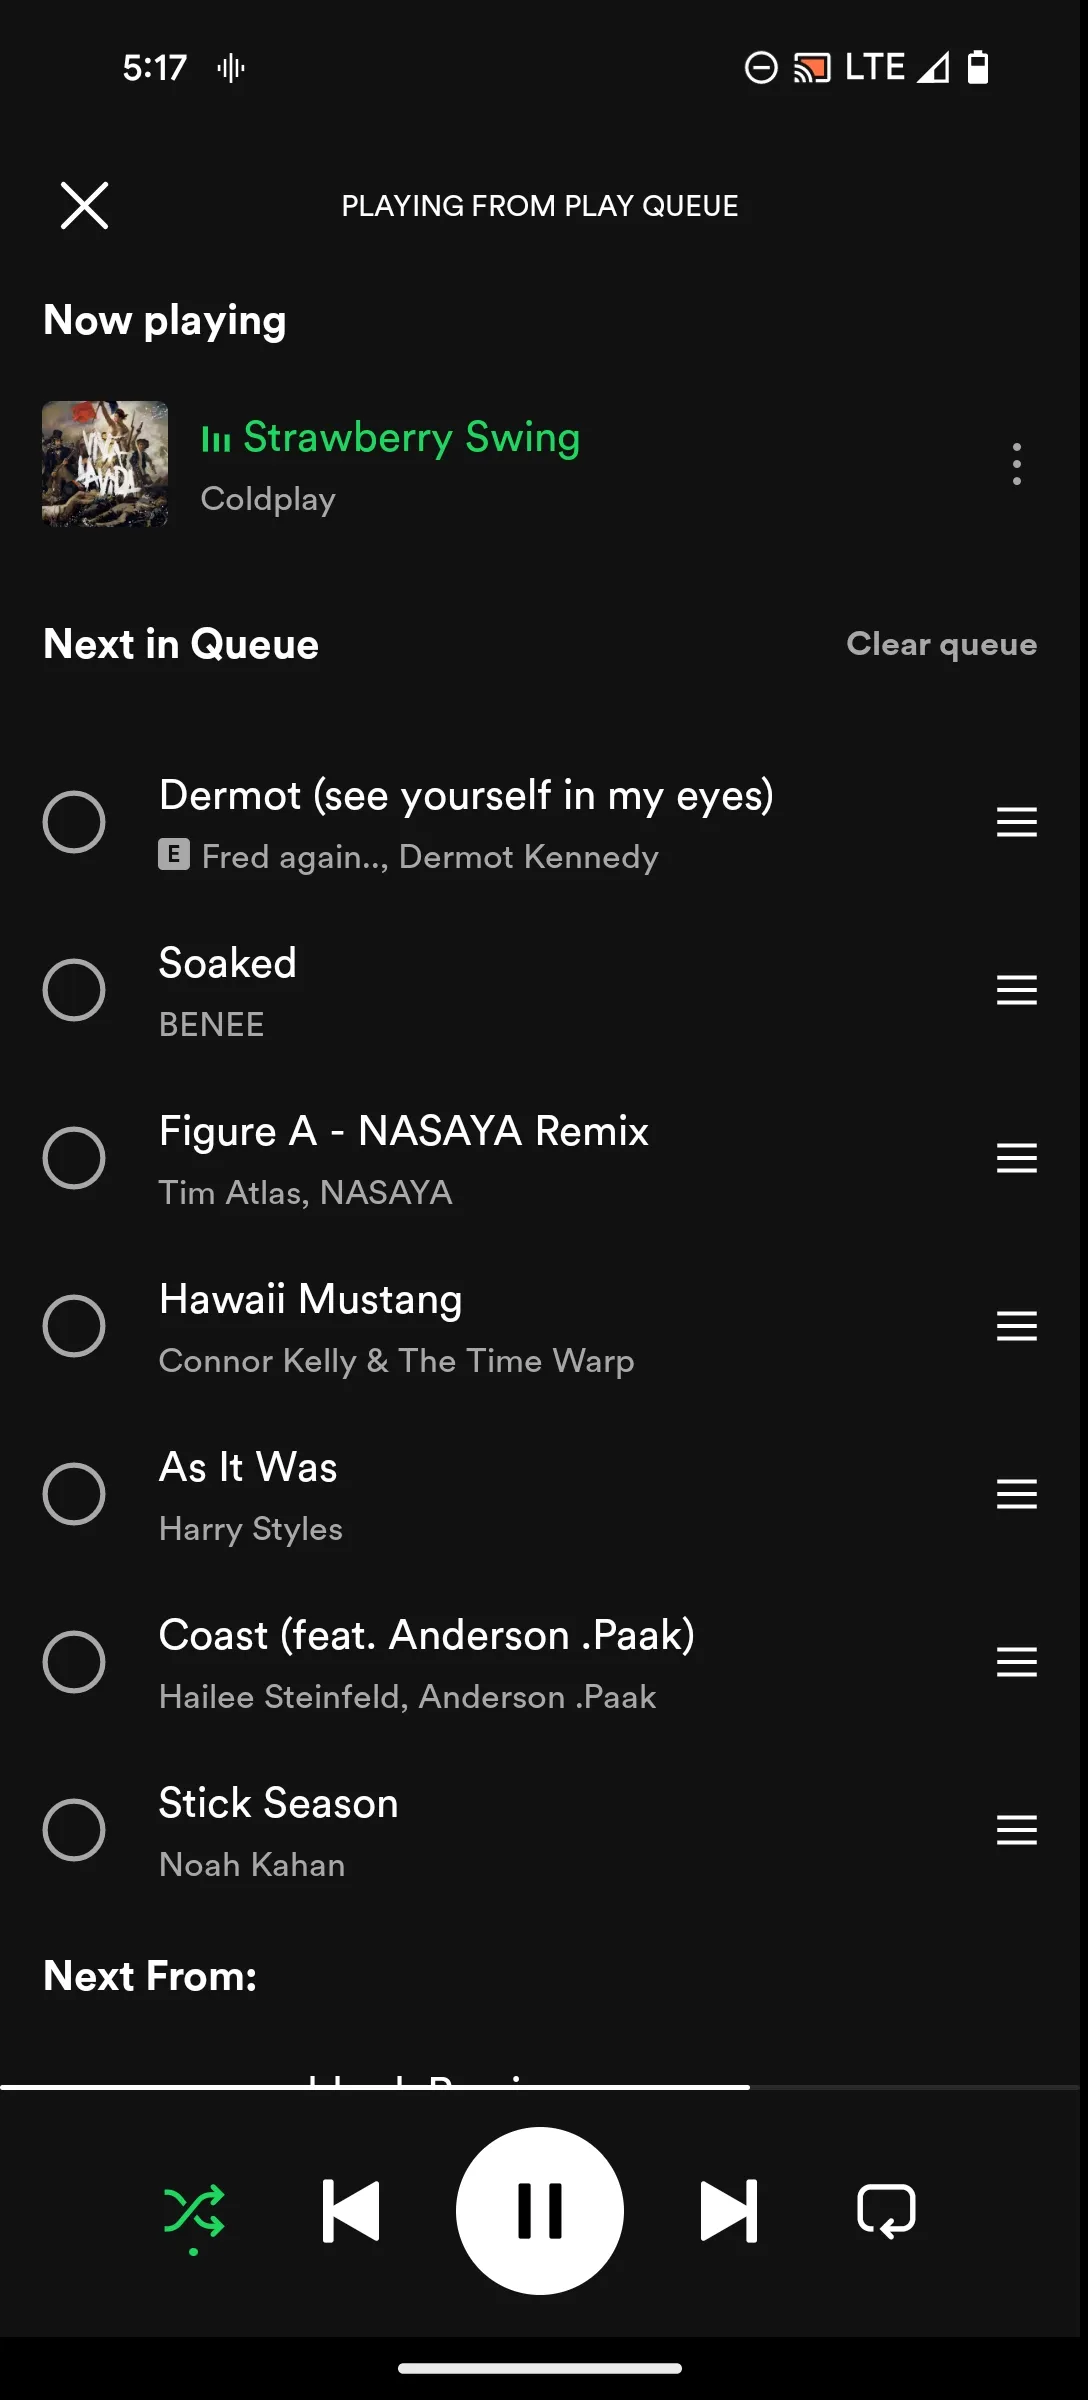 5:17 LTE
PLAYING FROM PLAY QUEUE
Now playing
VIVA
LA VIDA
Strawberry Swing
Coldplay
Next in Queue Clear queue
Dermot (see yourself in my eyes)
E Fred again.., Dermot Kennedy
Soaked
BENEE
Figure A - NASAYA Remix
Tim Atlas, NASAYA
Hawaii Mustang
Connor Kelly & The Time Warp
As It Was
Harry Styles
Coast (feat. Anderson .Paak)
Hailee Steinfeld, Anderson .Paak
Stick Season
Noah Kahan
Next From: